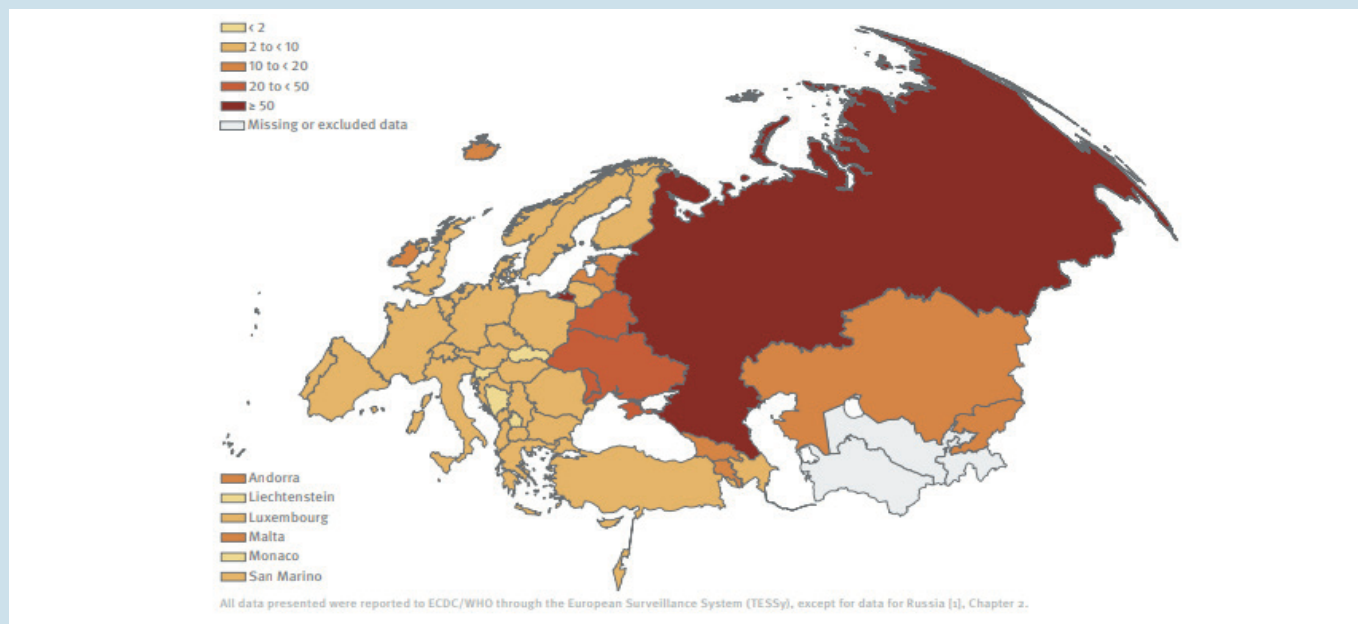 < 2
2 to < 10
10 to < 20
20 to < 50
≥ 50
Missing or excluded data
Andorra
Liechtenstein
Luxembourg
Malta
Monaco
San Marino
All data presented were reported to ECDC/WHO through the European Surveillance System (TESSy), except for data for Russia [1], Chapter 2.